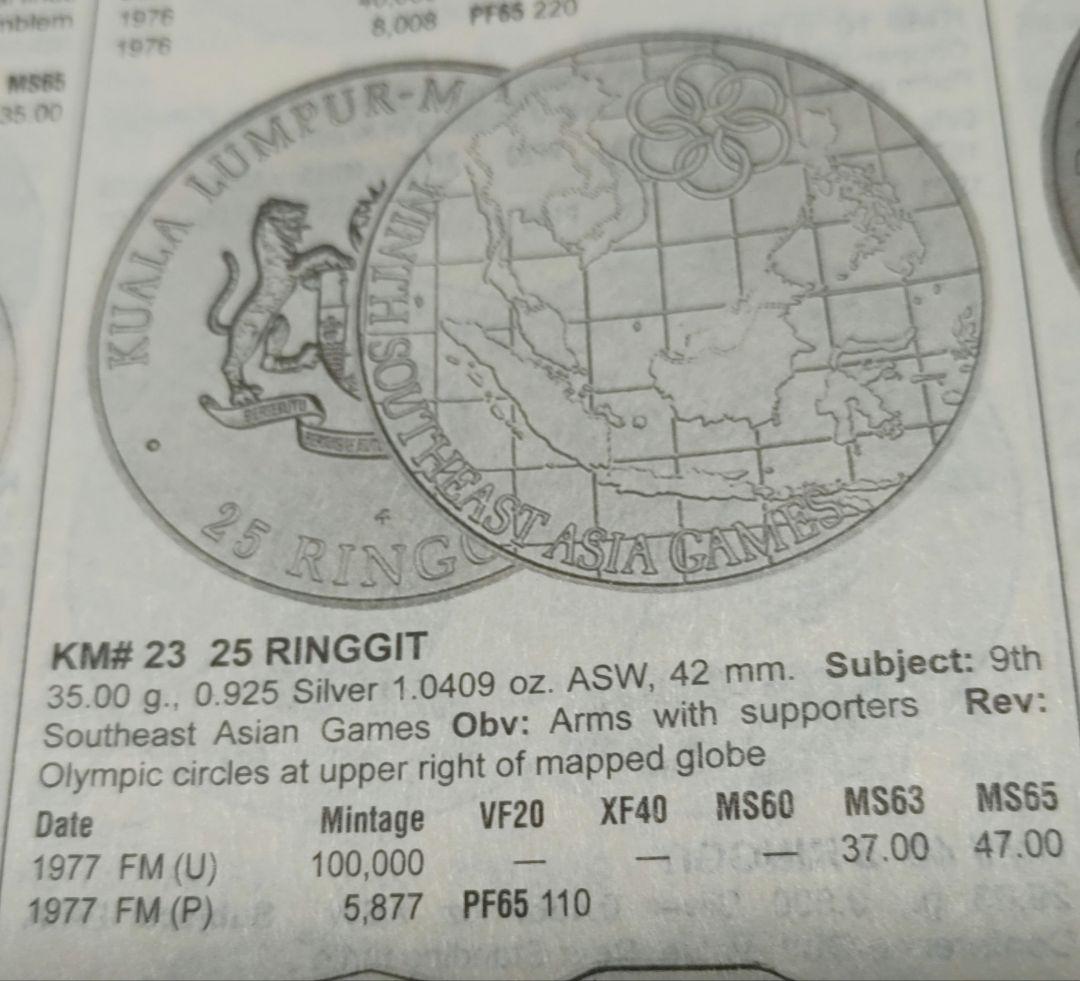 1976
8,008 PF65 220
1976
MS65
35.00
KUALA LUMPUR-M
NINTH SOUTHEAST ASIA GAMES
25 RINGG
KM# 23 25 RINGGIT
35.00 g., 0.925 Silver 1.0409 oz. ASW, 42 mm. Subject: 9th
Southeast Asian Games Obv: Arms with supporters Rev:
Olympic circles at upper right of mapped globe
Date Mintage VF20 XF40 MS60 MS63 MS65
1977 FM (U) 100,000 — — — 37.00 47.00
1977 FM (P) 5,877 PF65 110